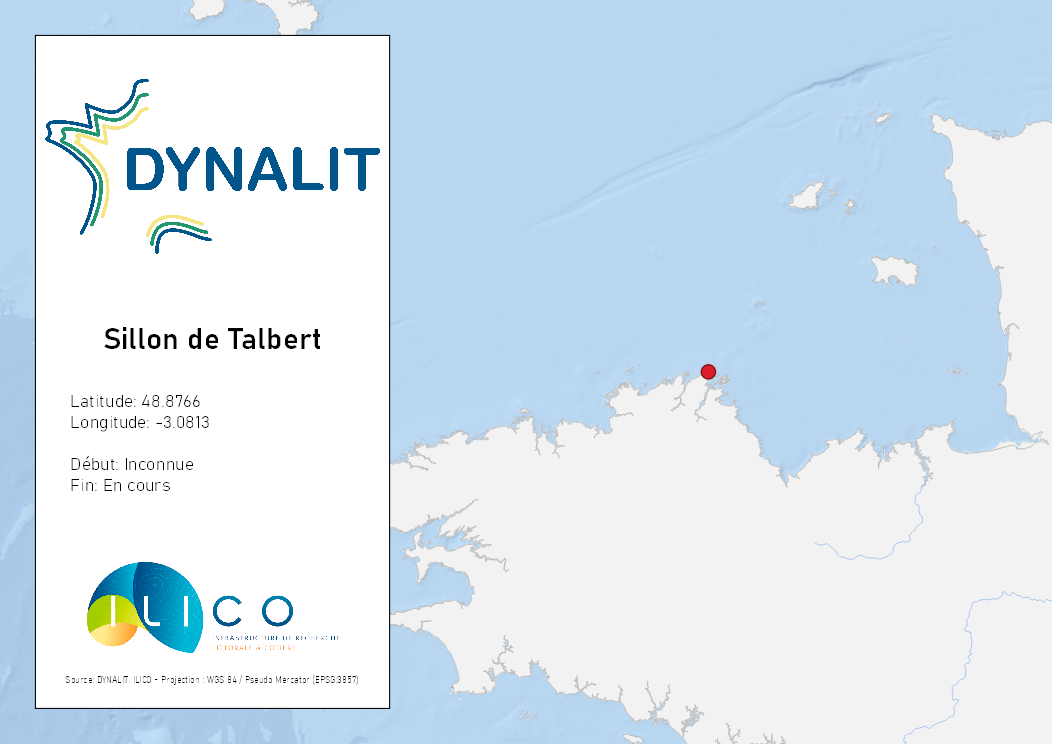 DYNALIT
Sillon de Talbert
Latitude: 48.8766
Longitude: -3.0813
Début: Inconnue
Fin: En cours
ILICO
INFRASTRUCTURE DE RECHERCHE
LITTORALE & CÔTIÈRE
Source: DYNALIT, ILICO - Projection : WGS 84 / Pseudo Mercator (EPSG:3857)